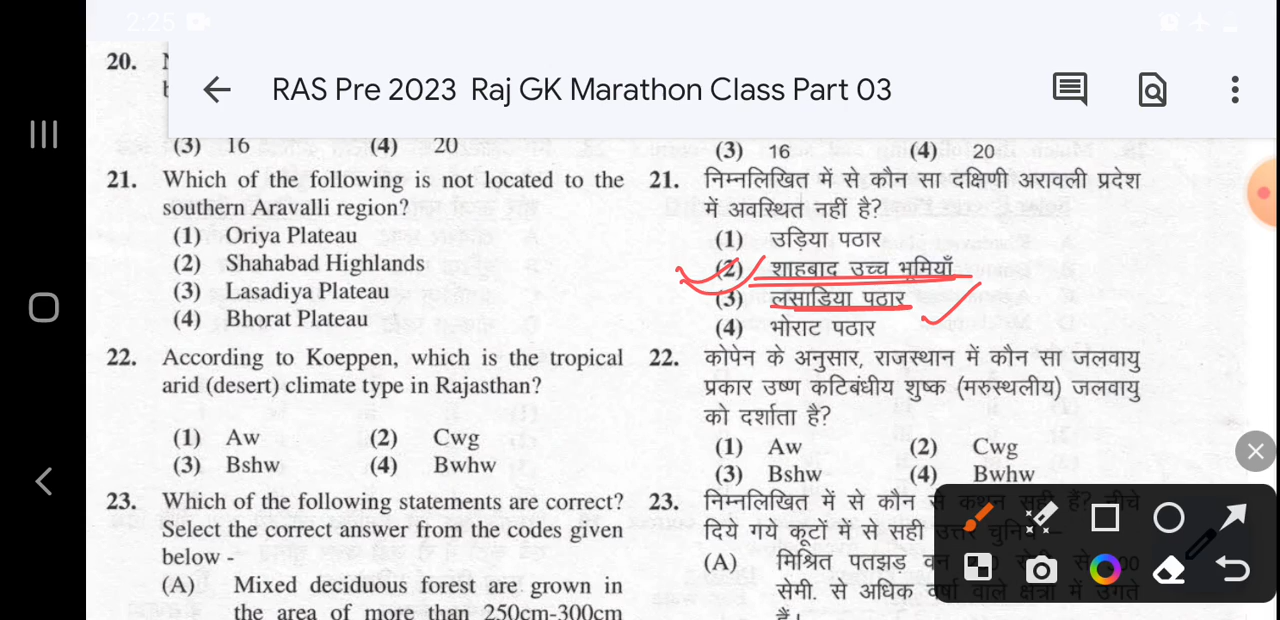 2:25
RAS Pre 2023 Raj GK Marathon Class Part 03
20.
(3) 16 (4) 20
21. Which of the following is not located to the
southern Aravalli region?
(1) Oriya Plateau
(2) Shahabad Highlands
(3) Lasadiya Plateau
(4) Bhorat Plateau
22. According to Koeppen, which is the tropical
arid (desert) climate type in Rajasthan?
(1) Aw (2) Cwg
(3) Bshw (4) Bwhw
23. Which of the following statements are correct?
Select the correct answer from the codes given
below -
(A) Mixed deciduous forest are grown in
the area of more than 250cm-300cm
(3) 16 (4) 20
21. निम्नलिखित में से कौन सा दक्षिणी अरावली प्रदेश
में अवस्थित नहीं है?
(1) उड़िया पठार
(2) शाहबाद उच्च भूमियाँ
(3) लसाडिया पठार
(4) भोराट पठार
22. कोपेन के अनुसार, राजस्थान में कौन सा जलवायु
प्रकार उष्ण कटिबंधीय शुष्क (मरुस्थलीय) जलवायु
को दर्शाता है?
(1) Aw (2) Cwg
(3) Bshw (4) Bwhw
23. निम्नलिखित में से कौन से कथन सही हैं? नीचे
दिये गये कूटों में से सही उत्तर चुनिये –
(A) मिश्रित पतझड़ वन
सेमी. से अधिक वर्षा वाले क्षेत्रों में उगते
हैं।